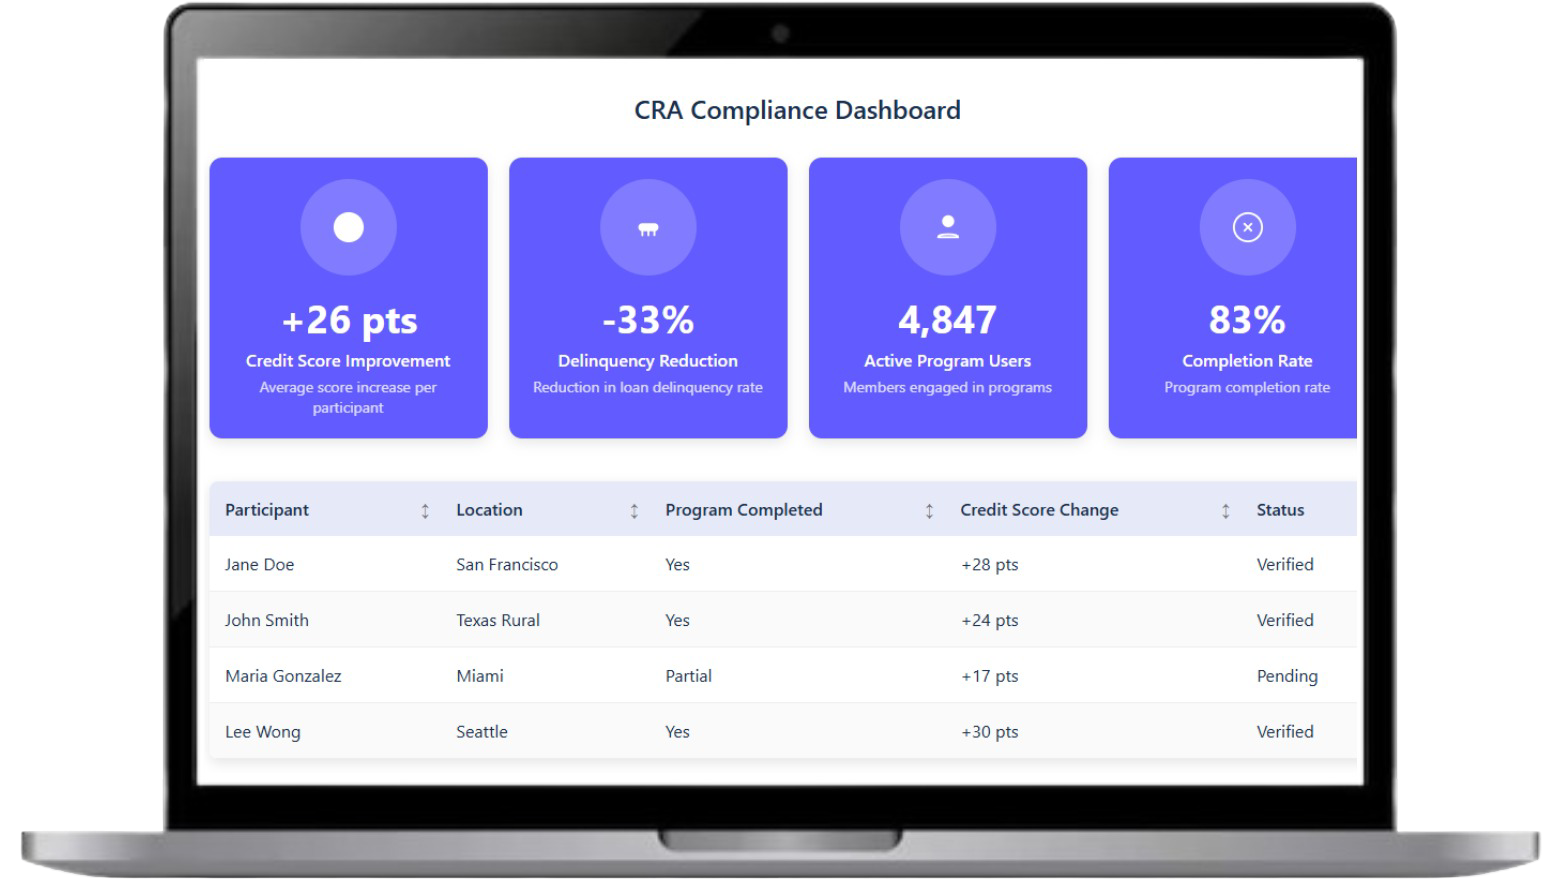 CRA Compliance Dashboard
+26 pts
Credit Score Improvement
Average score increase per
participant
-33%
Delinquency Reduction
Reduction in loan delinquency rate
4,847
Active Program Users
Members engaged in programs
83%
Completion Rate
Program completion rate
Participant ↕ Location ↕ Program Completed ↕ Credit Score Change ↕ Status
Jane Doe San Francisco Yes +28 pts Verified
John Smith Texas Rural Yes +24 pts Verified
Maria Gonzalez Miami Partial +17 pts Pending
Lee Wong Seattle Yes +30 pts Verified